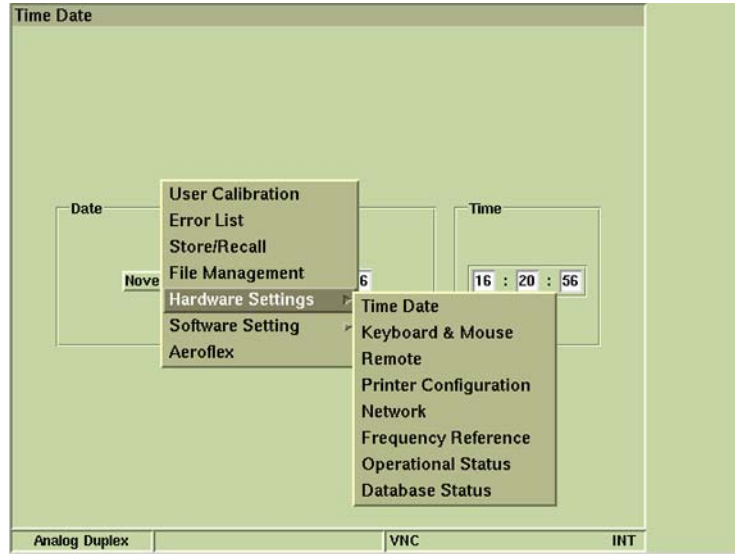 Time Date
User Calibration
Error List
Store/Recall
File Management
Hardware Settings
Software Setting
Aeroflex
Date
Nove
6
Time
16 : 20 : 56
Time Date
Keyboard & Mouse
Remote
Printer Configuration
Network
Frequency Reference
Operational Status
Database Status
Analog Duplex
VNC
INT